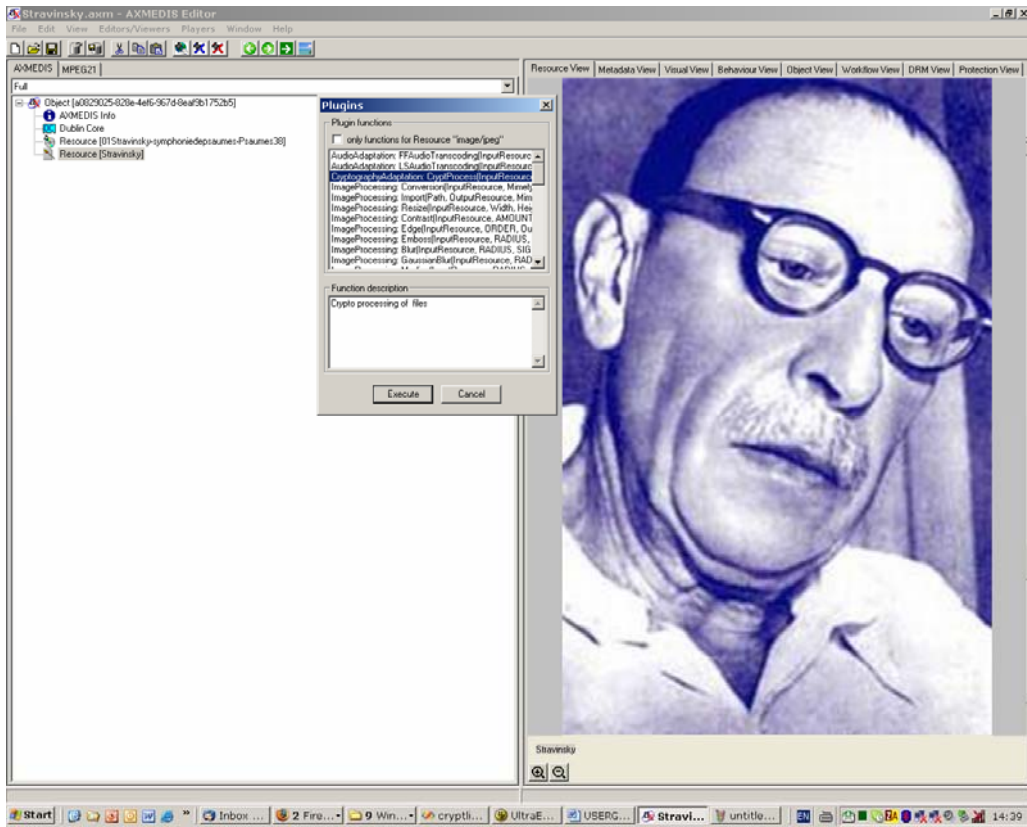 Stravinsky.axm - AXMEDIS Editor
File Edit View Editors/Viewers Players Window Help
AXMEDIS MPEG21
Full
Object [a0829025-828e-4ef6-967d-8eaf9b1752b5]
AXMEDIS Info
Dublin Core
Resource [01Stravinsky-symphoniedepsaumes-Psaumes38]
Resource [Stravinsky]
Plugins
Plugin functions
only functions for Resource "image/jpeg"
AudioAdaptation: FFAudioTranscoding(InputResourc
AudioAdaptation: LSAudioTranscoding(InputResourc
CryptographyAdaptation: CryptProcess(InputResource
ImageProcessing: Conversion(InputResource, Mimety
ImageProcessing: Import(Path, OutputResource, Mim
ImageProcessing: Resize(InputResource, Width, Hei
ImageProcessing: Contrast(InputResource, AMOUNT
ImageProcessing: Edge(InputResource, ORDER, Ou
ImageProcessing: Emboss(InputResource, RADIUS,
ImageProcessing: Blur(InputResource, RADIUS, SIG
ImageProcessing: GaussianBlur(InputResource, RAD
Function description
Crypto processing of files
Execute Cancel
Resource View Metadata View Visual View Behaviour View Object View Workflow View DRM View Protection View
Stravinsky
Start Inbox ... 2 Fire... 9 Win... cryptli... UltraE... USERG... Stravi... untitle... EN 14:39